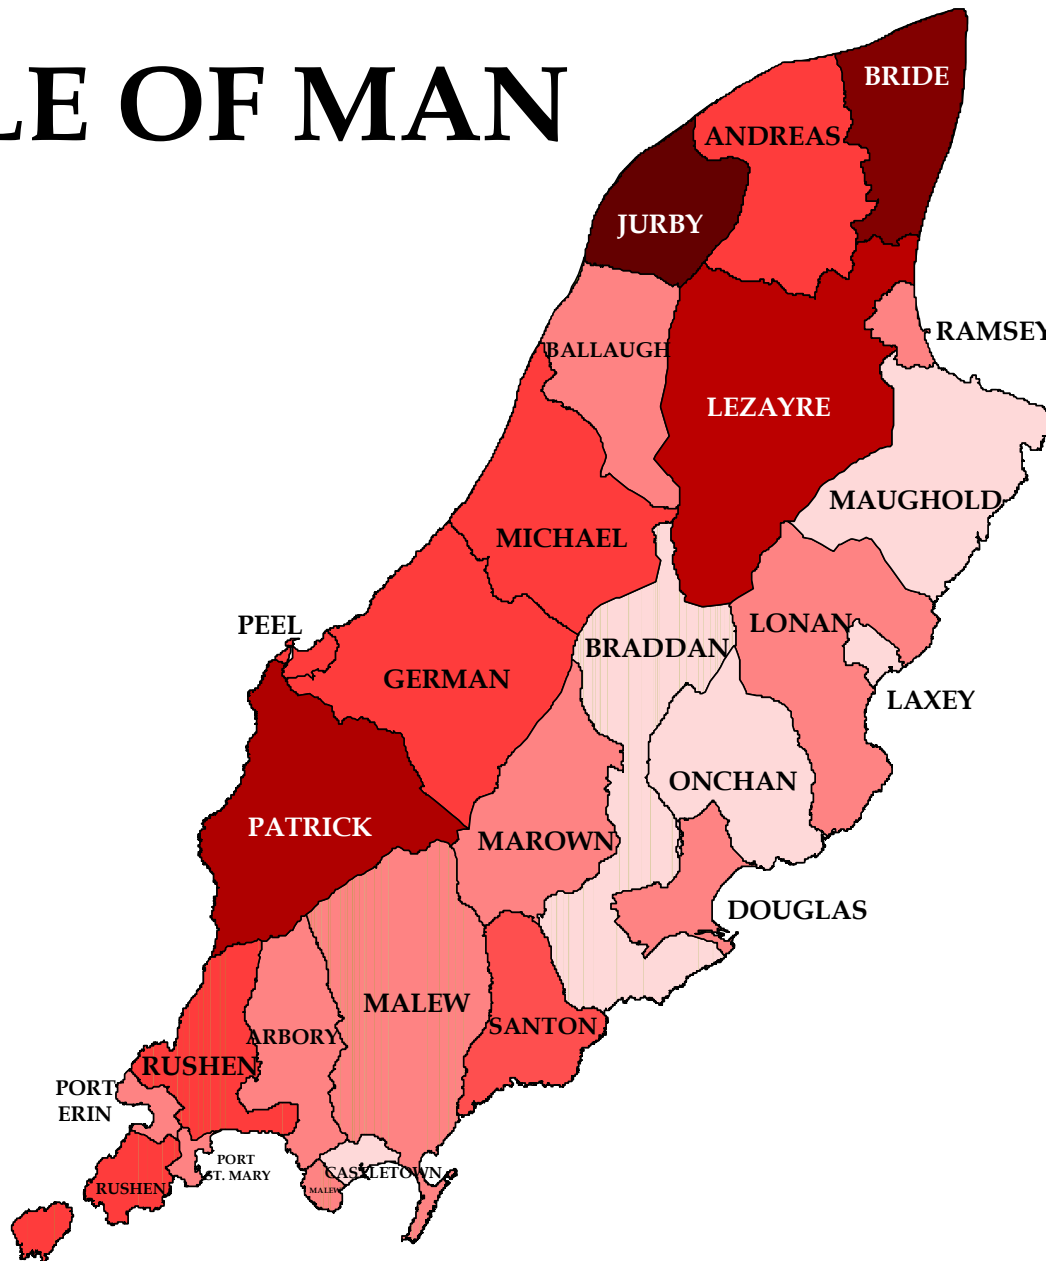 LE OF MAN
BRIDE
ANDREAS
JURBY
RAMSEY
BALLAUGH
LEZAYRE
MAUGHOLD
MICHAEL
PEEL
LONAN
BRADDAN
GERMAN
LAXEY
ONCHAN
PATRICK
MAROWN
DOUGLAS
MALEW
SANTON
ARBORY
RUSHEN
PORT
ERIN
PORT
ST. MARY
CASTLETOWN
RUSHEN
MALEW